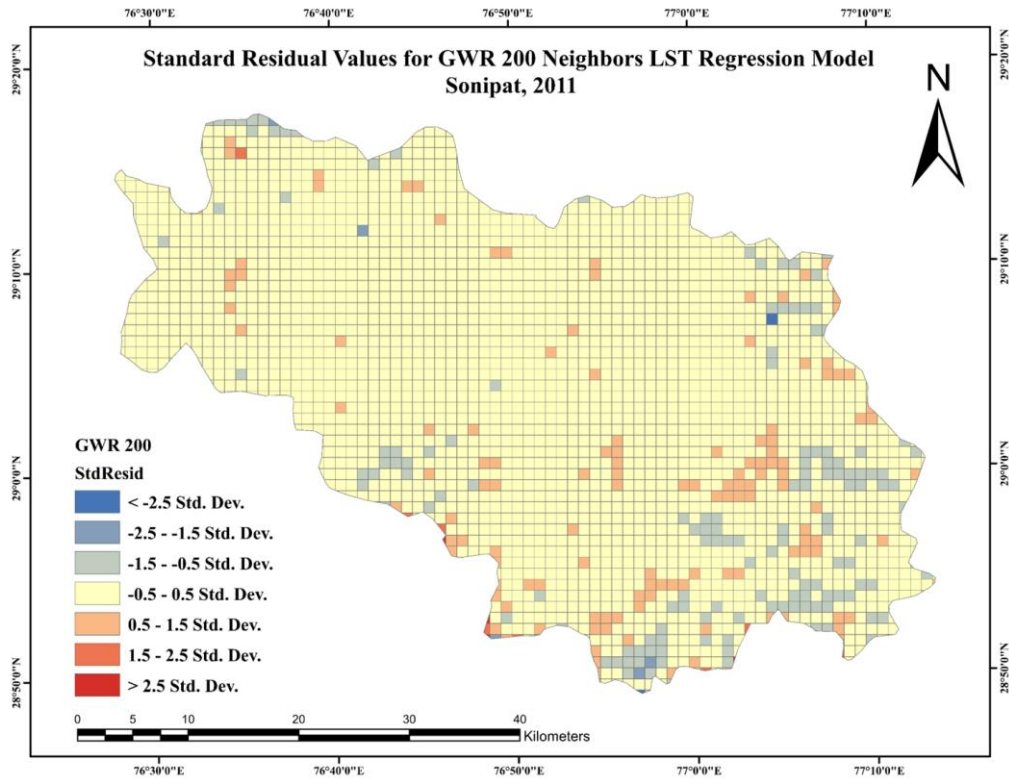 76°30'0"E 76°40'0"E 76°50'0"E 77°0'0"E 77°10'0"E
Standard Residual Values for GWR 200 Neighbors LST Regression Model
Sonipat, 2011
N
29°20'0"N 29°20'0"N
29°10'0"N 29°10'0"N
29°0'0"N 29°0'0"N
28°50'0"N 28°50'0"N
GWR 200
StdResid
< -2.5 Std. Dev.
-2.5 - -1.5 Std. Dev.
-1.5 - -0.5 Std. Dev.
-0.5 - 0.5 Std. Dev.
0.5 - 1.5 Std. Dev.
1.5 - 2.5 Std. Dev.
> 2.5 Std. Dev.
0 5 10 20 30 40
Kilometers
76°30'0"E 76°40'0"E 76°50'0"E 77°0'0"E 77°10'0"E